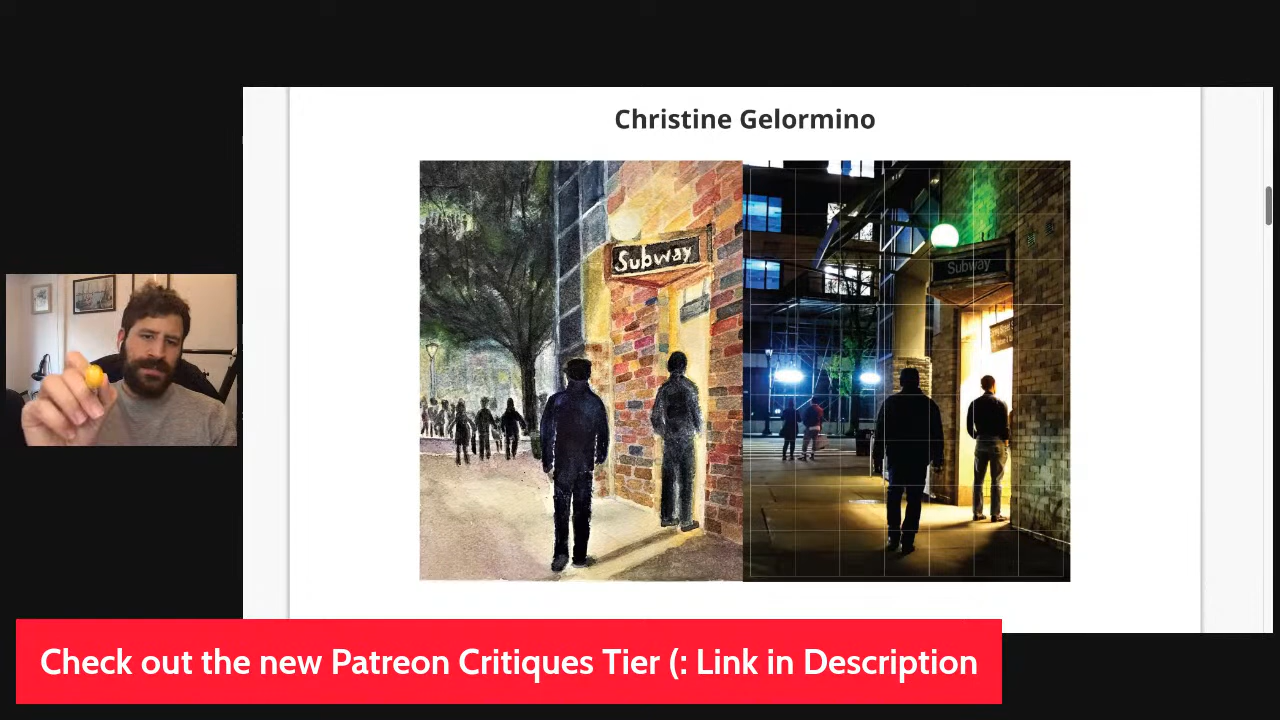 Christine Gelormino
Subway
Subway
Check out the new Patreon Critiques Tier (: Link in Description